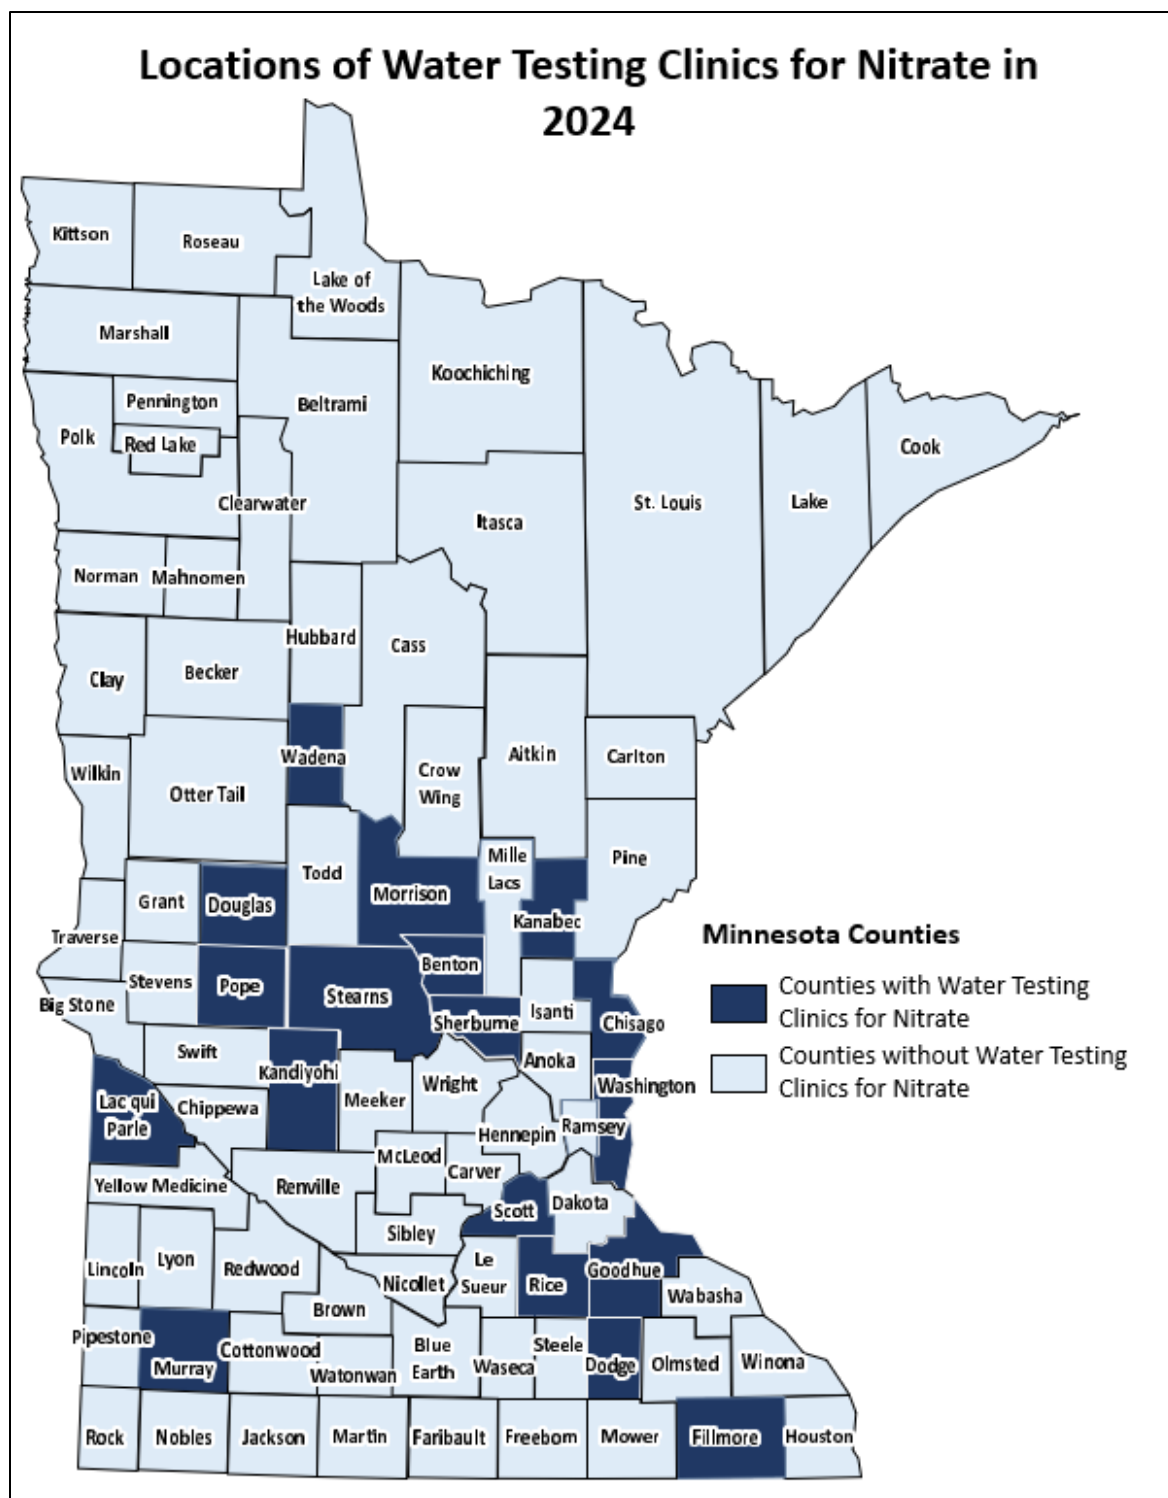 Locations of Water Testing Clinics for Nitrate in
2024
Kittson
Roseau
Lake of
the Woods
Marshall
Koochiching
Pennington
Beltrami
Polk
Red Lake
Cook
Clearwater
St. Louis
Lake
Itasca
Norman
Mahnomen
Hubbard
Cass
Clay
Becker
Wadena
Aitkin
Carlton
Wilkin
Crow
Wing
Otter Tail
Mille
Lacs
Pine
Todd
Morrison
Grant
Douglas
Kanabec
Traverse
Benton
Stevens
Pope
Stearns
Big Stone
Isanti
Sherburne
Chisago
Swift
Anoka
Kandiyohi
Wright
Washington
Meeker
Lac qui
Parle
Chippewa
Hennepin
Ramsey
McLeod
Carver
Yellow Medicine
Renville
Scott
Dakota
Sibley
Lincoln
Lyon
Redwood
Le
Sueur
Nicollet
Rice
Goodhue
Wabasha
Brown
Pipestone
Murray
Cottonwood
Watonwan
Blue
Earth
Waseca
Steele
Dodge
Olmsted
Winona
Rock
Nobles
Jackson
Martin
Faribault
Freeborn
Mower
Fillmore
Houston
Minnesota Counties
Counties with Water Testing
Clinics for Nitrate
Counties without Water Testing
Clinics for Nitrate